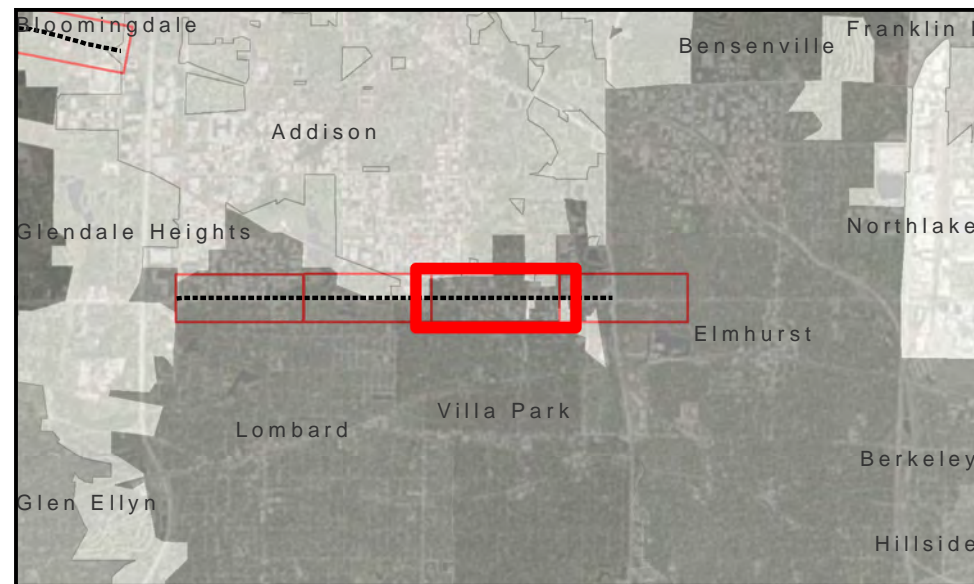 Bloomingdale
Franklin
Bensenville
Addison
Glendale Heights
Northlake
Elmhurst
Villa Park
Lombard
Berkeley
Glen Ellyn
Hillside